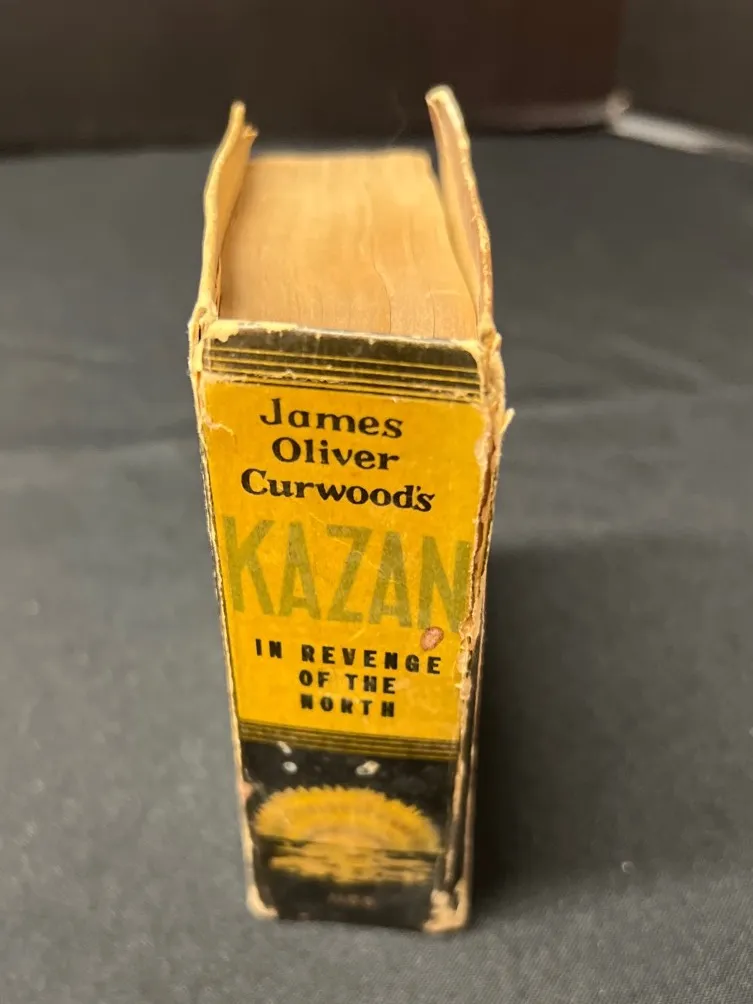 James
Oliver
Curwood's
KAZAN
IN REVENGE
OF THE
NORTH